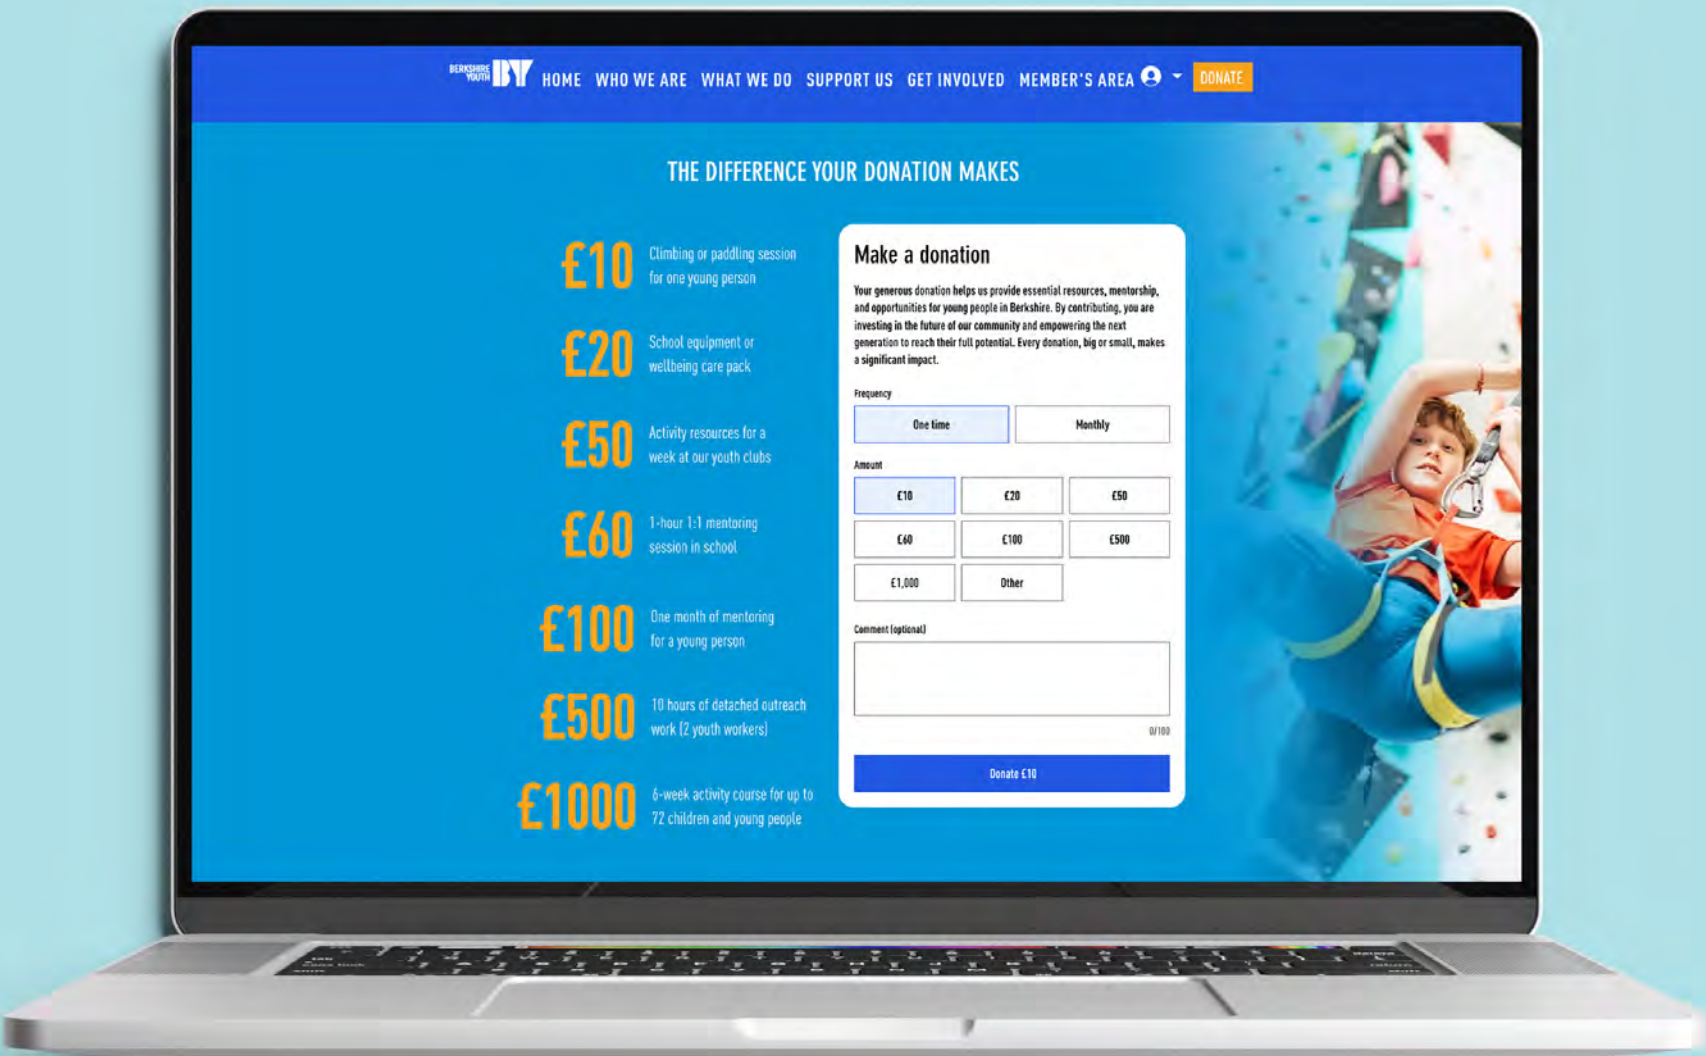 BERKSHIRE
YOUTH
BY
HOME WHO WE ARE WHAT WE DO SUPPORT US GET INVOLVED MEMBER'S AREA DONATE
THE DIFFERENCE YOUR DONATION MAKES
£10
Climbing or paddling session
for one young person
£20
School equipment or
wellbeing care pack
£50
Activity resources for a
week at our youth clubs
£60
1-hour 1:1 mentoring
session in school
£100
One month of mentoring
for a young person
£500
10 hours of detached outreach
work (2 youth workers)
£1000
6-week activity course for up to
72 children and young people
Make a donation
Your generous donation helps us provide essential resources, mentorship,
and opportunities for young people in Berkshire. By contributing, you are
investing in the future of our community and empowering the next
generation to reach their full potential. Every donation, big or small, makes
a significant impact.
Frequency
One time Monthly
Amount
£10 £20 £50
£60 £100 £500
£1,000 Other
Comment (optional)
0/100
Donate £10